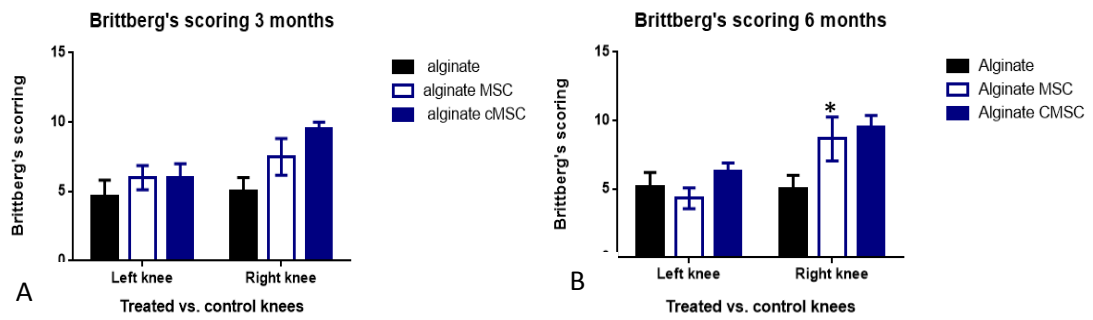 Brittberg's scoring 3 months
15
10
5
0
Brittberg's scorring
Left knee
Right knee
Treated vs. control knees
alginate
alginate MSC
alginate cMSC
A
Brittberg's scoring 6 months
15
10
5
Brittberg's scoring
*
Left knee
Right knee
Treated vs. control knees
Alginate
Alginate MSC
Alginate CMSC
B